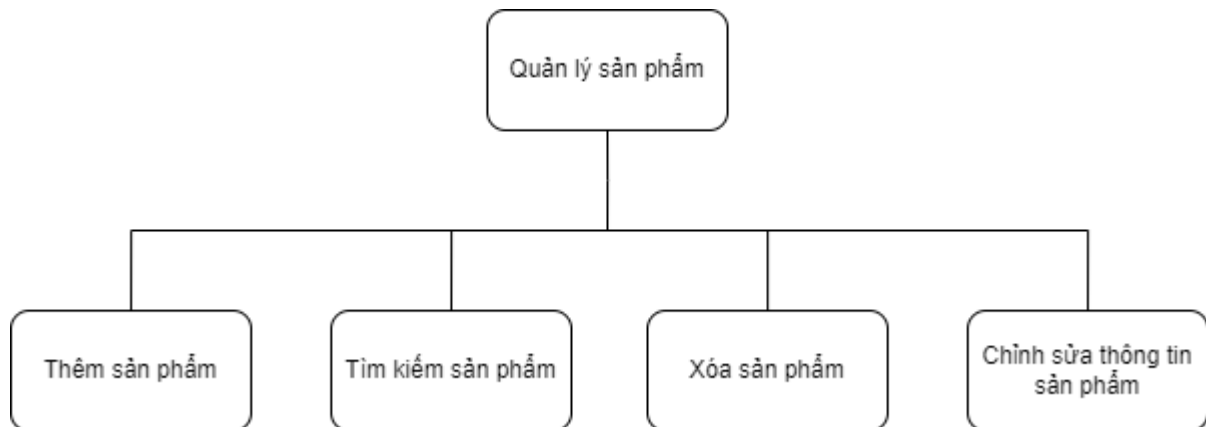 Quản lý sản phẩm
Thêm sản phẩm
Tìm kiếm sản phẩm
Xóa sản phẩm
Chỉnh sửa thông tin
sản phẩm